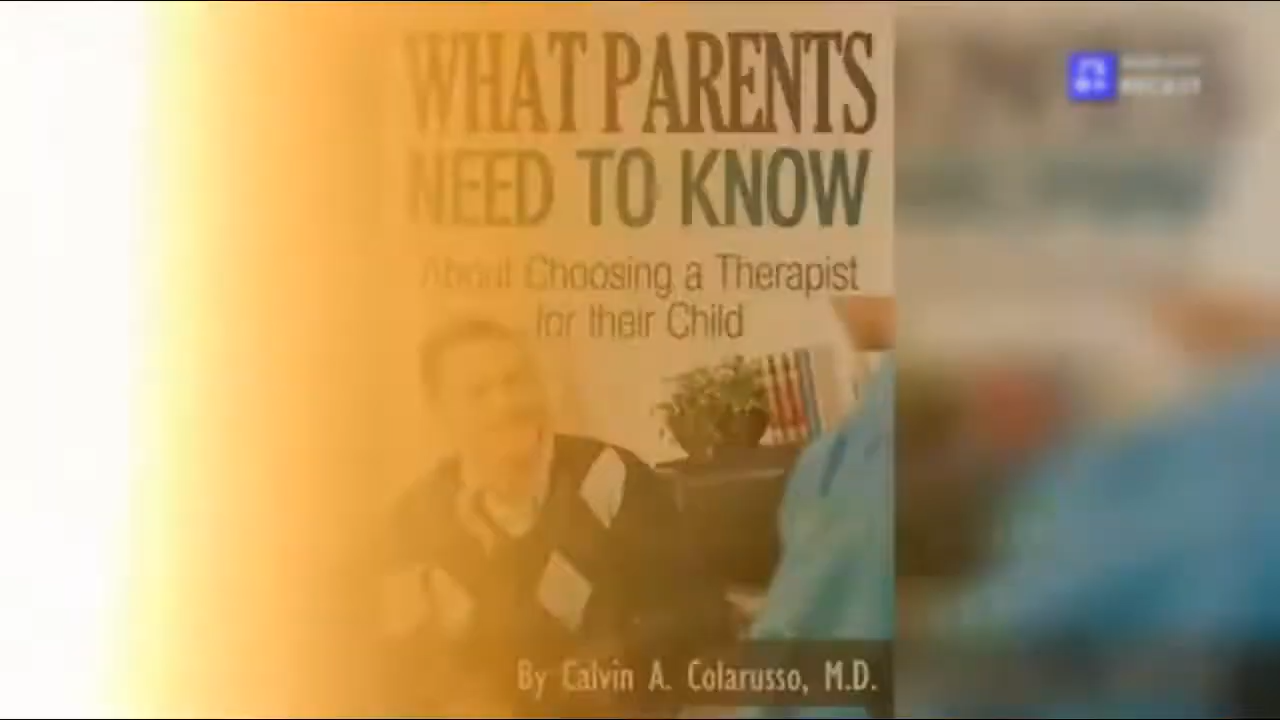 WHAT PARENTS
NEED TO KNOW
About Choosing a Therapist
for their Child
By Calvin A. Colarusso, M.D.